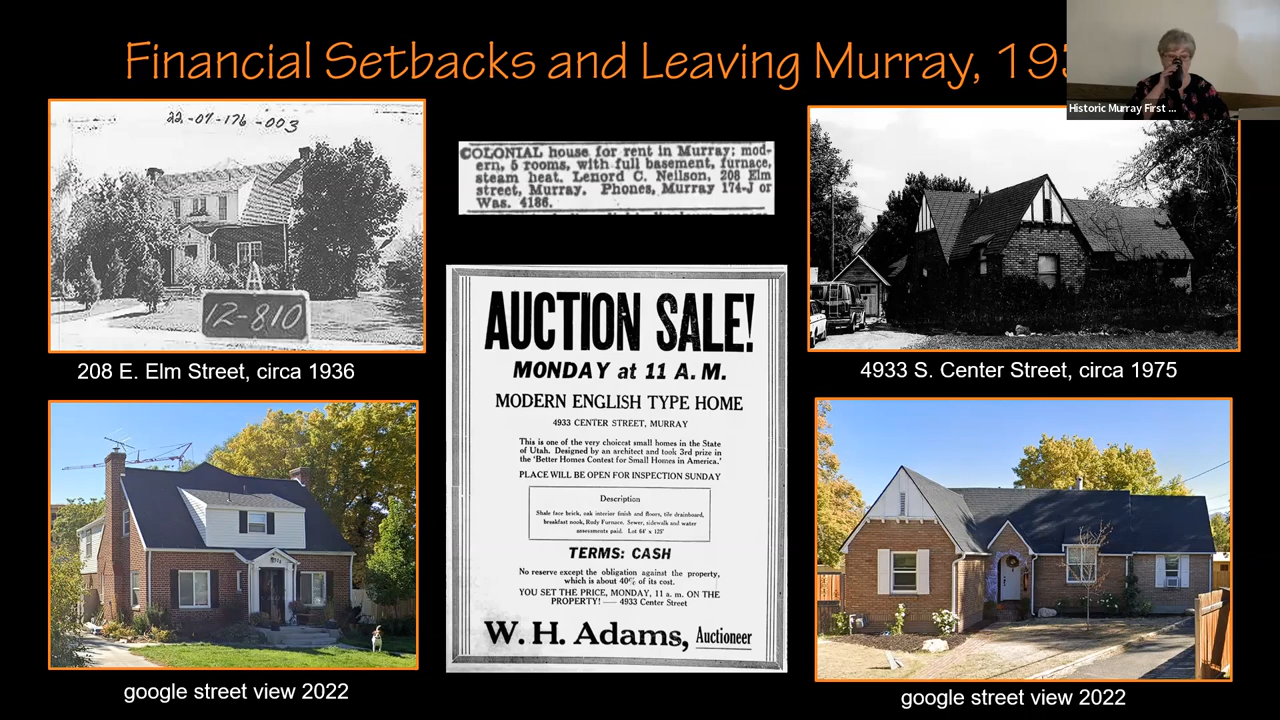 Financial Setbacks and Leaving Murray,
Historic Murray First ...
22-07-176-003
12-810
208 E. Elm Street, circa 1936
google street view 2022
COLONIAL house for rent in Murray; mod-
ern, 5 rooms, with full basement, furnace,
steam heat. Lenord C. Neilson, 208 Elm
street, Murray. Phones, Murray 174-J or
Was. 4186.
AUCTION SALE!
MONDAY at 11 A.M.
MODERN ENGLISH TYPE HOME
4933 CENTER STREET, MURRAY
This is one of the very choicest small homes in the State
of Utah. Designed by an architect and took 3rd prize in
the 'Better Homes Contest for Small Homes in America.'
PLACE WILL BE OPEN FOR INSPECTION SUNDAY
Description
Shale face brick, oak interior finish and floors, tile drainboard,
breakfast nook, Rudy Furnace. Sewer, sidewalk and water
assessments paid. Lot 64' x 125'
TERMS: CASH
No reserve except the obligation against the property,
which is about 40% of its cost.
YOU SET THE PRICE, MONDAY, 11 a. m. ON THE
PROPERTY! — 4933 Center Street
W. H. Adams, Auctioneer
4933 S. Center Street, circa 1975
google street view 2022